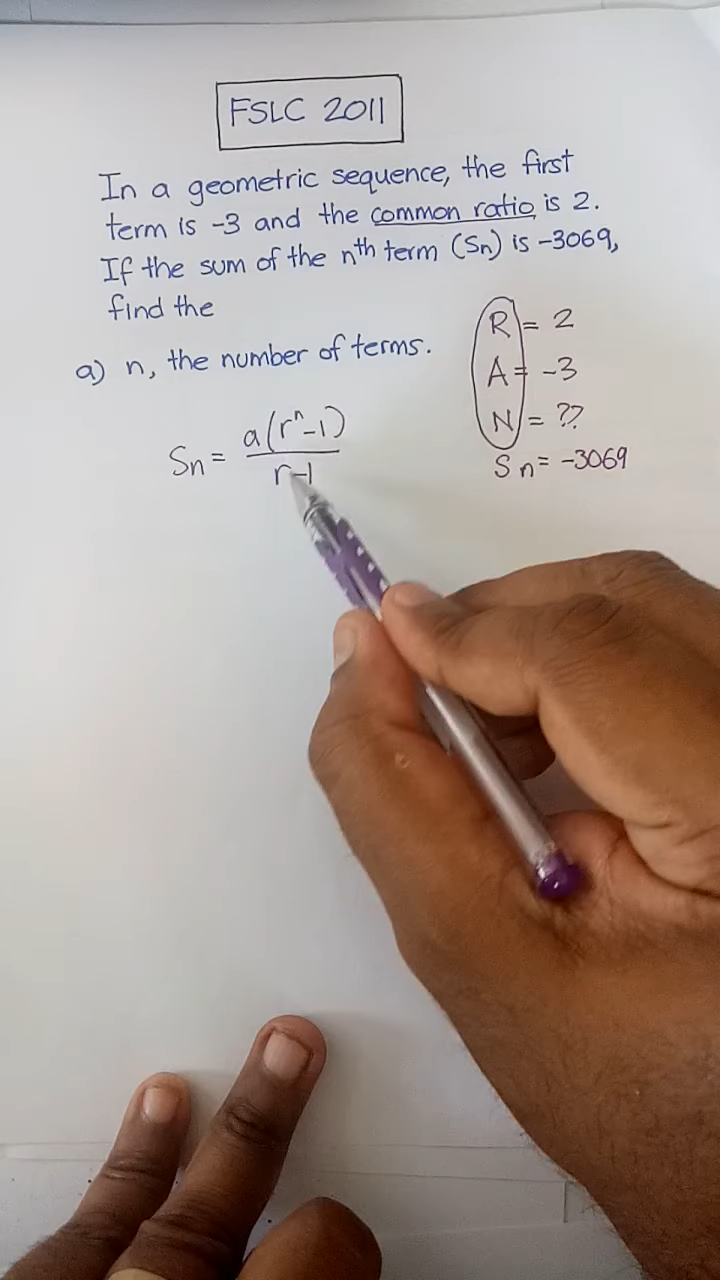 FSLC 2011
In a geometric sequence, the first
term is -3 and the common ratio is 2.
If the sum of the nth term (Sn) is -3069,
find the
a) n, the number of terms.
R = 2
A = -3
N = ??
Sn = -3069
Sn = a(rⁿ-1)
r-1